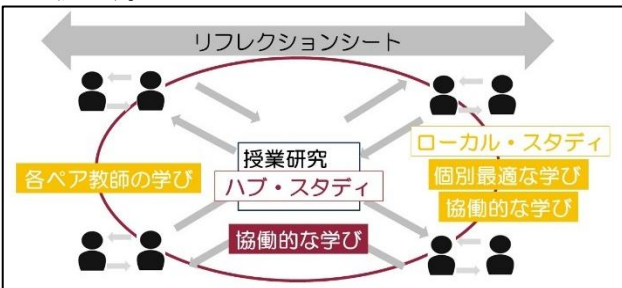 リフレクションシート
授業研究
ハブ・スタディ
各ペア教師の学び
ローカル・スタディ
個別最適な学び
協働的な学び
協働的な学び